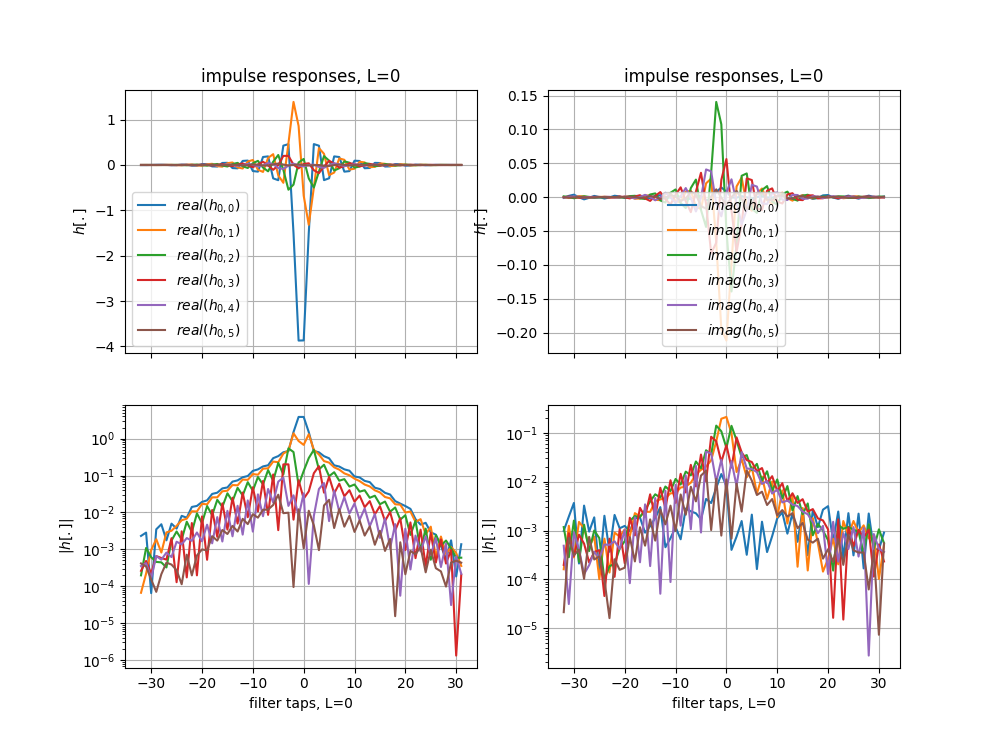 impulse responses, L=0
1
0
−1
−2
−3
−4
h[.]
real(h0,0)
real(h0,1)
real(h0,2)
real(h0,3)
real(h0,4)
real(h0,5)
impulse responses, L=0
0.15
0.10
0.05
0.00
−0.05
−0.10
−0.15
−0.20
h[.]
imag(h0,0)
imag(h0,1)
imag(h0,2)
imag(h0,3)
imag(h0,4)
imag(h0,5)
10^0
10^−1
10^−2
10^−3
10^−4
10^−5
10^−6
|h[.]|
−30 −20 −10 0 10 20 30
filter taps, L=0
10^−1
10^−2
10^−3
10^−4
10^−5
|h[.]|
−30 −20 −10 0 10 20 30
filter taps, L=0